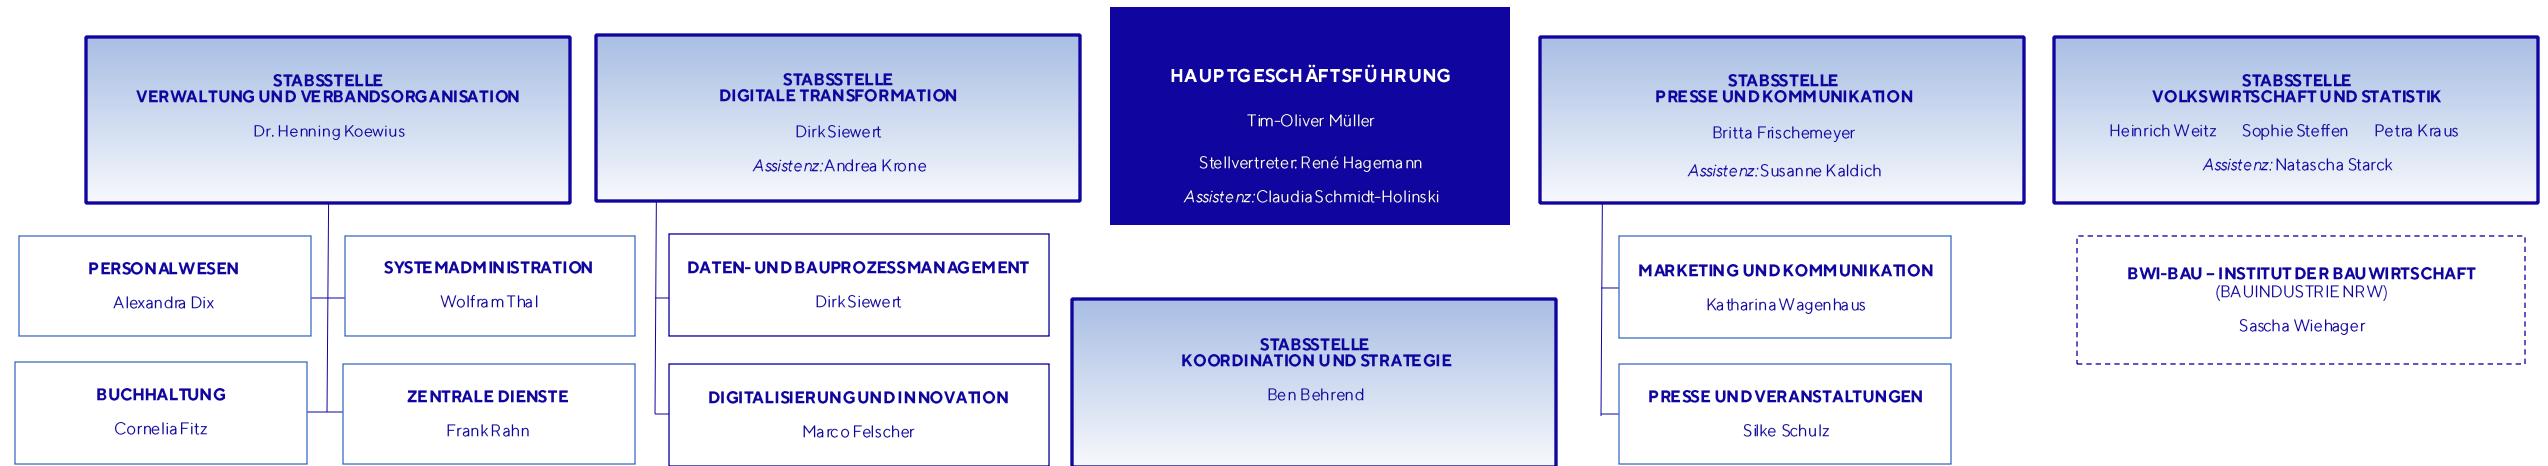 STABSSTELLE
VERWALTUNG UND VERBANDSORGANISATION
Dr. Henning Koewius
STABSSTELLE
DIGITALE TRANSFORMATION
Dirk Siewert
Assistenz: Andrea Krone
HAUPTGESCHÄFTSFÜHRUNG
Tim-Oliver Müller
Stellvertreter: René Hagemann
Assistenz: Claudia Schmidt-Holinski
STABSSTELLE
PRESSE UND KOMMUNIKATION
Britta Frischemeyer
Assistenz: Susanne Kaldich
STABSSTELLE
VOLKSWIRTSCHAFT UND STATISTIK
Heinrich Weitz Sophie Steffen Petra Kraus
Assistenz: Natascha Starck
PERSONALWESEN
Alexandra Dix
SYSTEMADMINISTRATION
Wolfram Thal
DATEN- UND BAUPROZESSMANAGEMENT
Dirk Siewert
MARKETING UND KOMMUNIKATION
Katharina Wagenhaus
BWI-BAU – INSTITUT DER BAUWIRTSCHAFT
(BAUINDUSTRIE NRW)
Sascha Wiehager
STABSSTELLE
KOORDINATION UND STRATEGIE
Ben Behrend
BUCHHALTUNG
Cornelia Fitz
ZENTRALE DIENSTE
Frank Rahn
DIGITALISIERUNG UND INNOVATION
Marco Felscher
PRESSE UND VERANSTALTUNGEN
Silke Schulz